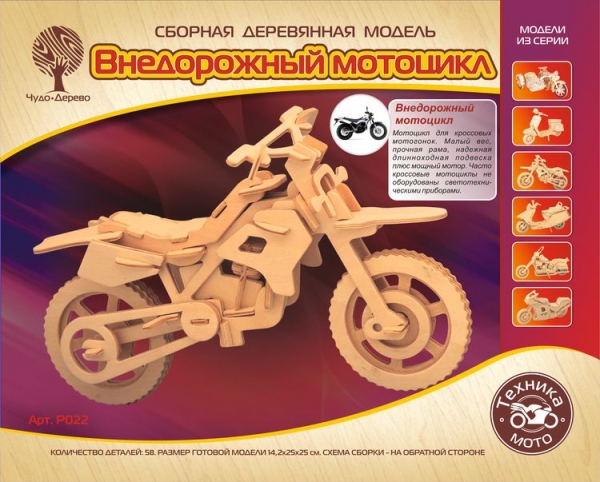 СБОРНАЯ ДЕРЕВЯННАЯ МОДЕЛЬ
Внедорожный мотоцикл
Чудо•Дерево
МОДЕЛИ
ИЗ СЕРИИ
Внедорожный
мотоцикл
Мотоцикл для кроссовых
мотогонок. Малый вес,
прочная рама, надежная
длинноходная подвеска
плюс мощный мотор. Часто
кроссовые мотоциклы не
оборудованы светотехни-
ческими приборами.
Арт. P022
Техника
МОТО
КОЛИЧЕСТВО ДЕТАЛЕЙ: 58. РАЗМЕР ГОТОВОЙ МОДЕЛИ 14,2х25х25 см. СХЕМА СБОРКИ - НА ОБРАТНОЙ СТОРОНЕ